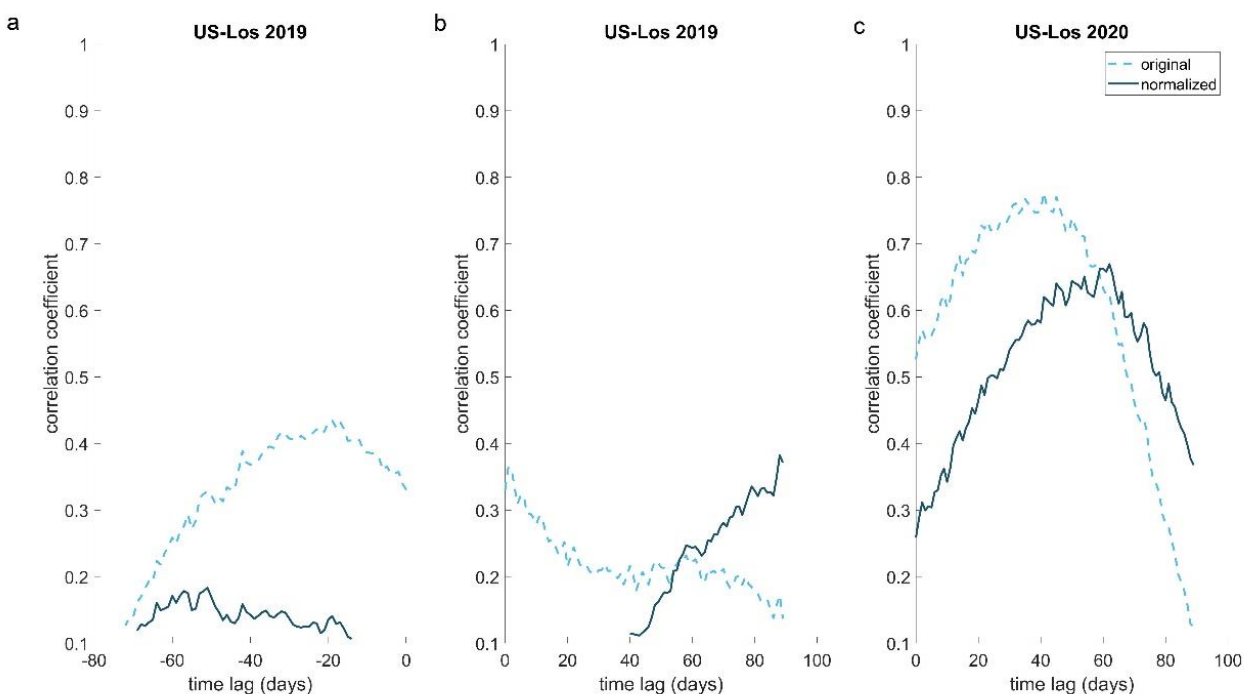 a
US-Los 2019
1
0.9
0.8
0.7
0.6
0.5
0.4
0.3
0.2
0.1
correlation coefficient
-80 -60 -40 -20 0
time lag (days)
b
US-Los 2019
1
0.9
0.8
0.7
0.6
0.5
0.4
0.3
0.2
0.1
correlation coefficient
0 20 40 60 80 100
time lag (days)
c
US-Los 2020
original
normalized
1
0.9
0.8
0.7
0.6
0.5
0.4
0.3
0.2
0.1
correlation coefficient
0 20 40 60 80 100
time lag (days)